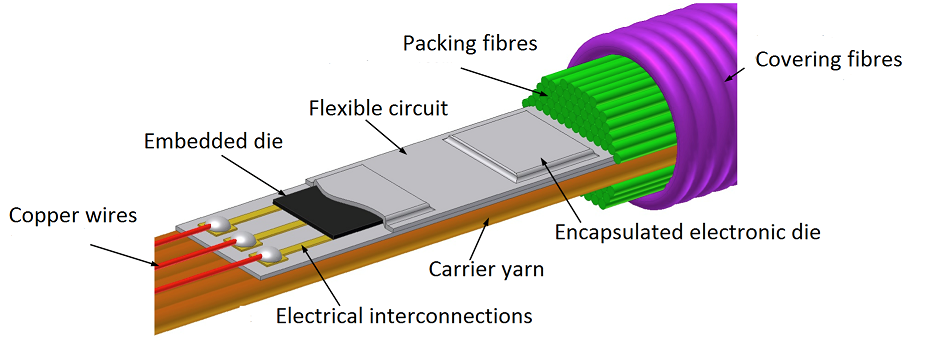 Packing fibres
Covering fibres
Flexible circuit
Embedded die
Copper wires
Encapsulated electronic die
Carrier yarn
Electrical interconnections